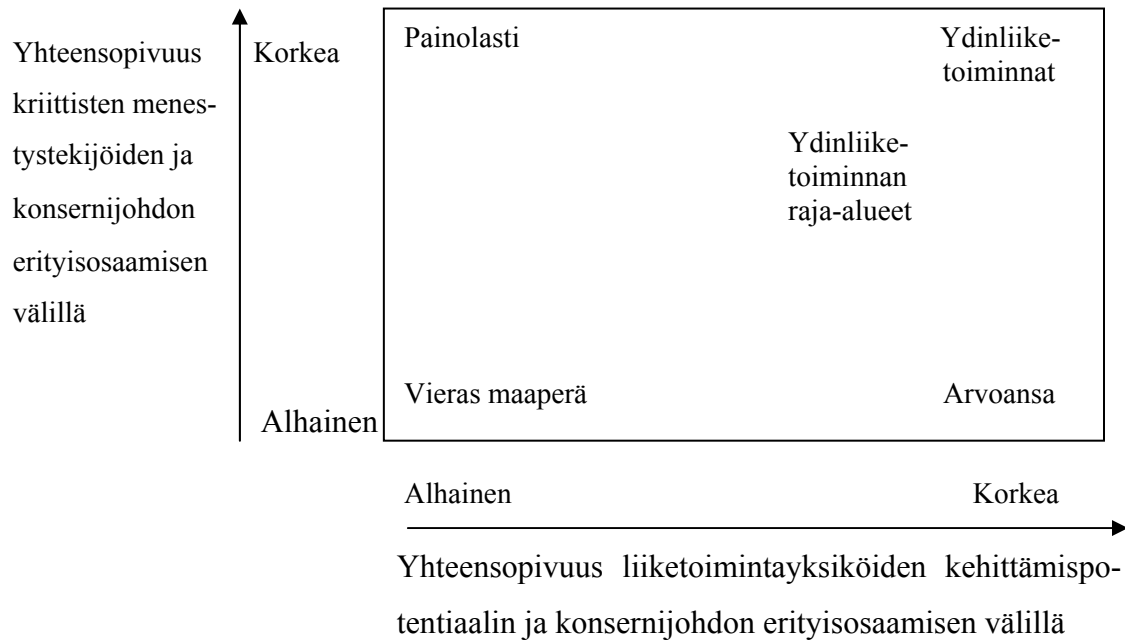 Yhteensopivuus
kriittisten menes-
tystekijöiden ja
konsernijohdon
erityisosaamisen
välillä
Korkea
Alhainen
Painolasti
Ydinliike-
toiminnat
Ydinliike-
toiminnan
raja-alueet
Vieras maaperä
Arvoansa
Alhainen
Korkea
Yhteensopivuus liiketoimintayksiköiden kehittämispo-
tentiaalin ja konsernijohdon erityisosaamisen välillä